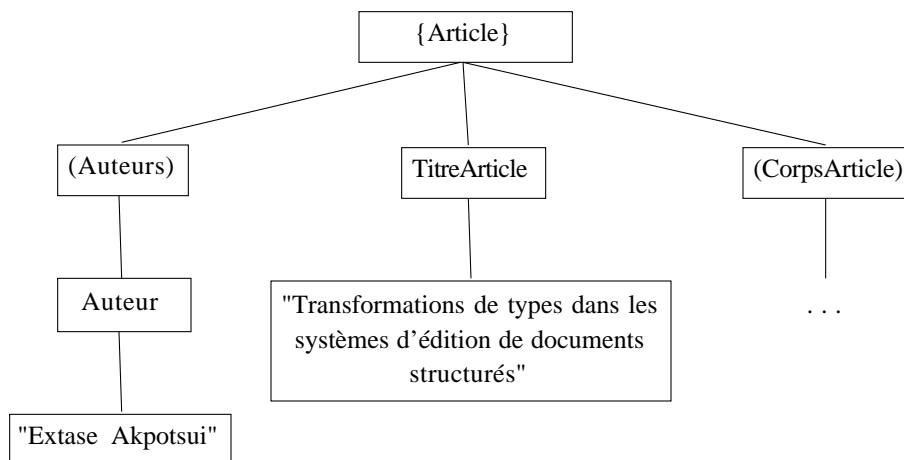 {Article}
(Auteurs)
TitreArticle
(CorpsArticle)
Auteur
"Transformations de types dans les
systèmes d’édition de documents
structurés"
. . .
"Extase Akpotsui"